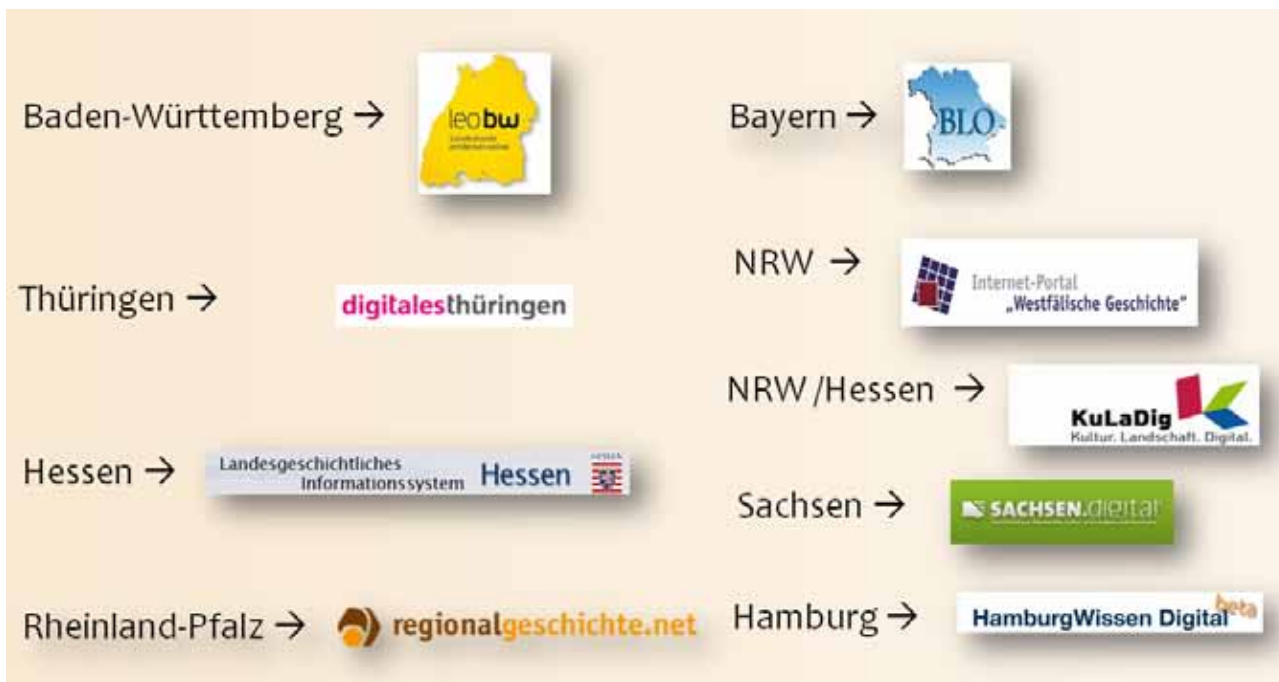 Baden-Württemberg →
leobw
Thüringen →
digitalesthüringen
Hessen →
Landesgeschichtliches
Informationssystem Hessen
Rheinland-Pfalz →
regionalgeschichte.net
Bayern →
BLO
NRW →
Internet-Portal
„Westfälische Geschichte“
NRW/Hessen →
KuLaDig
Kultur. Landschaft. Digital.
Sachsen →
SACHSEN.digital
Hamburg →
HamburgWissen Digital beta